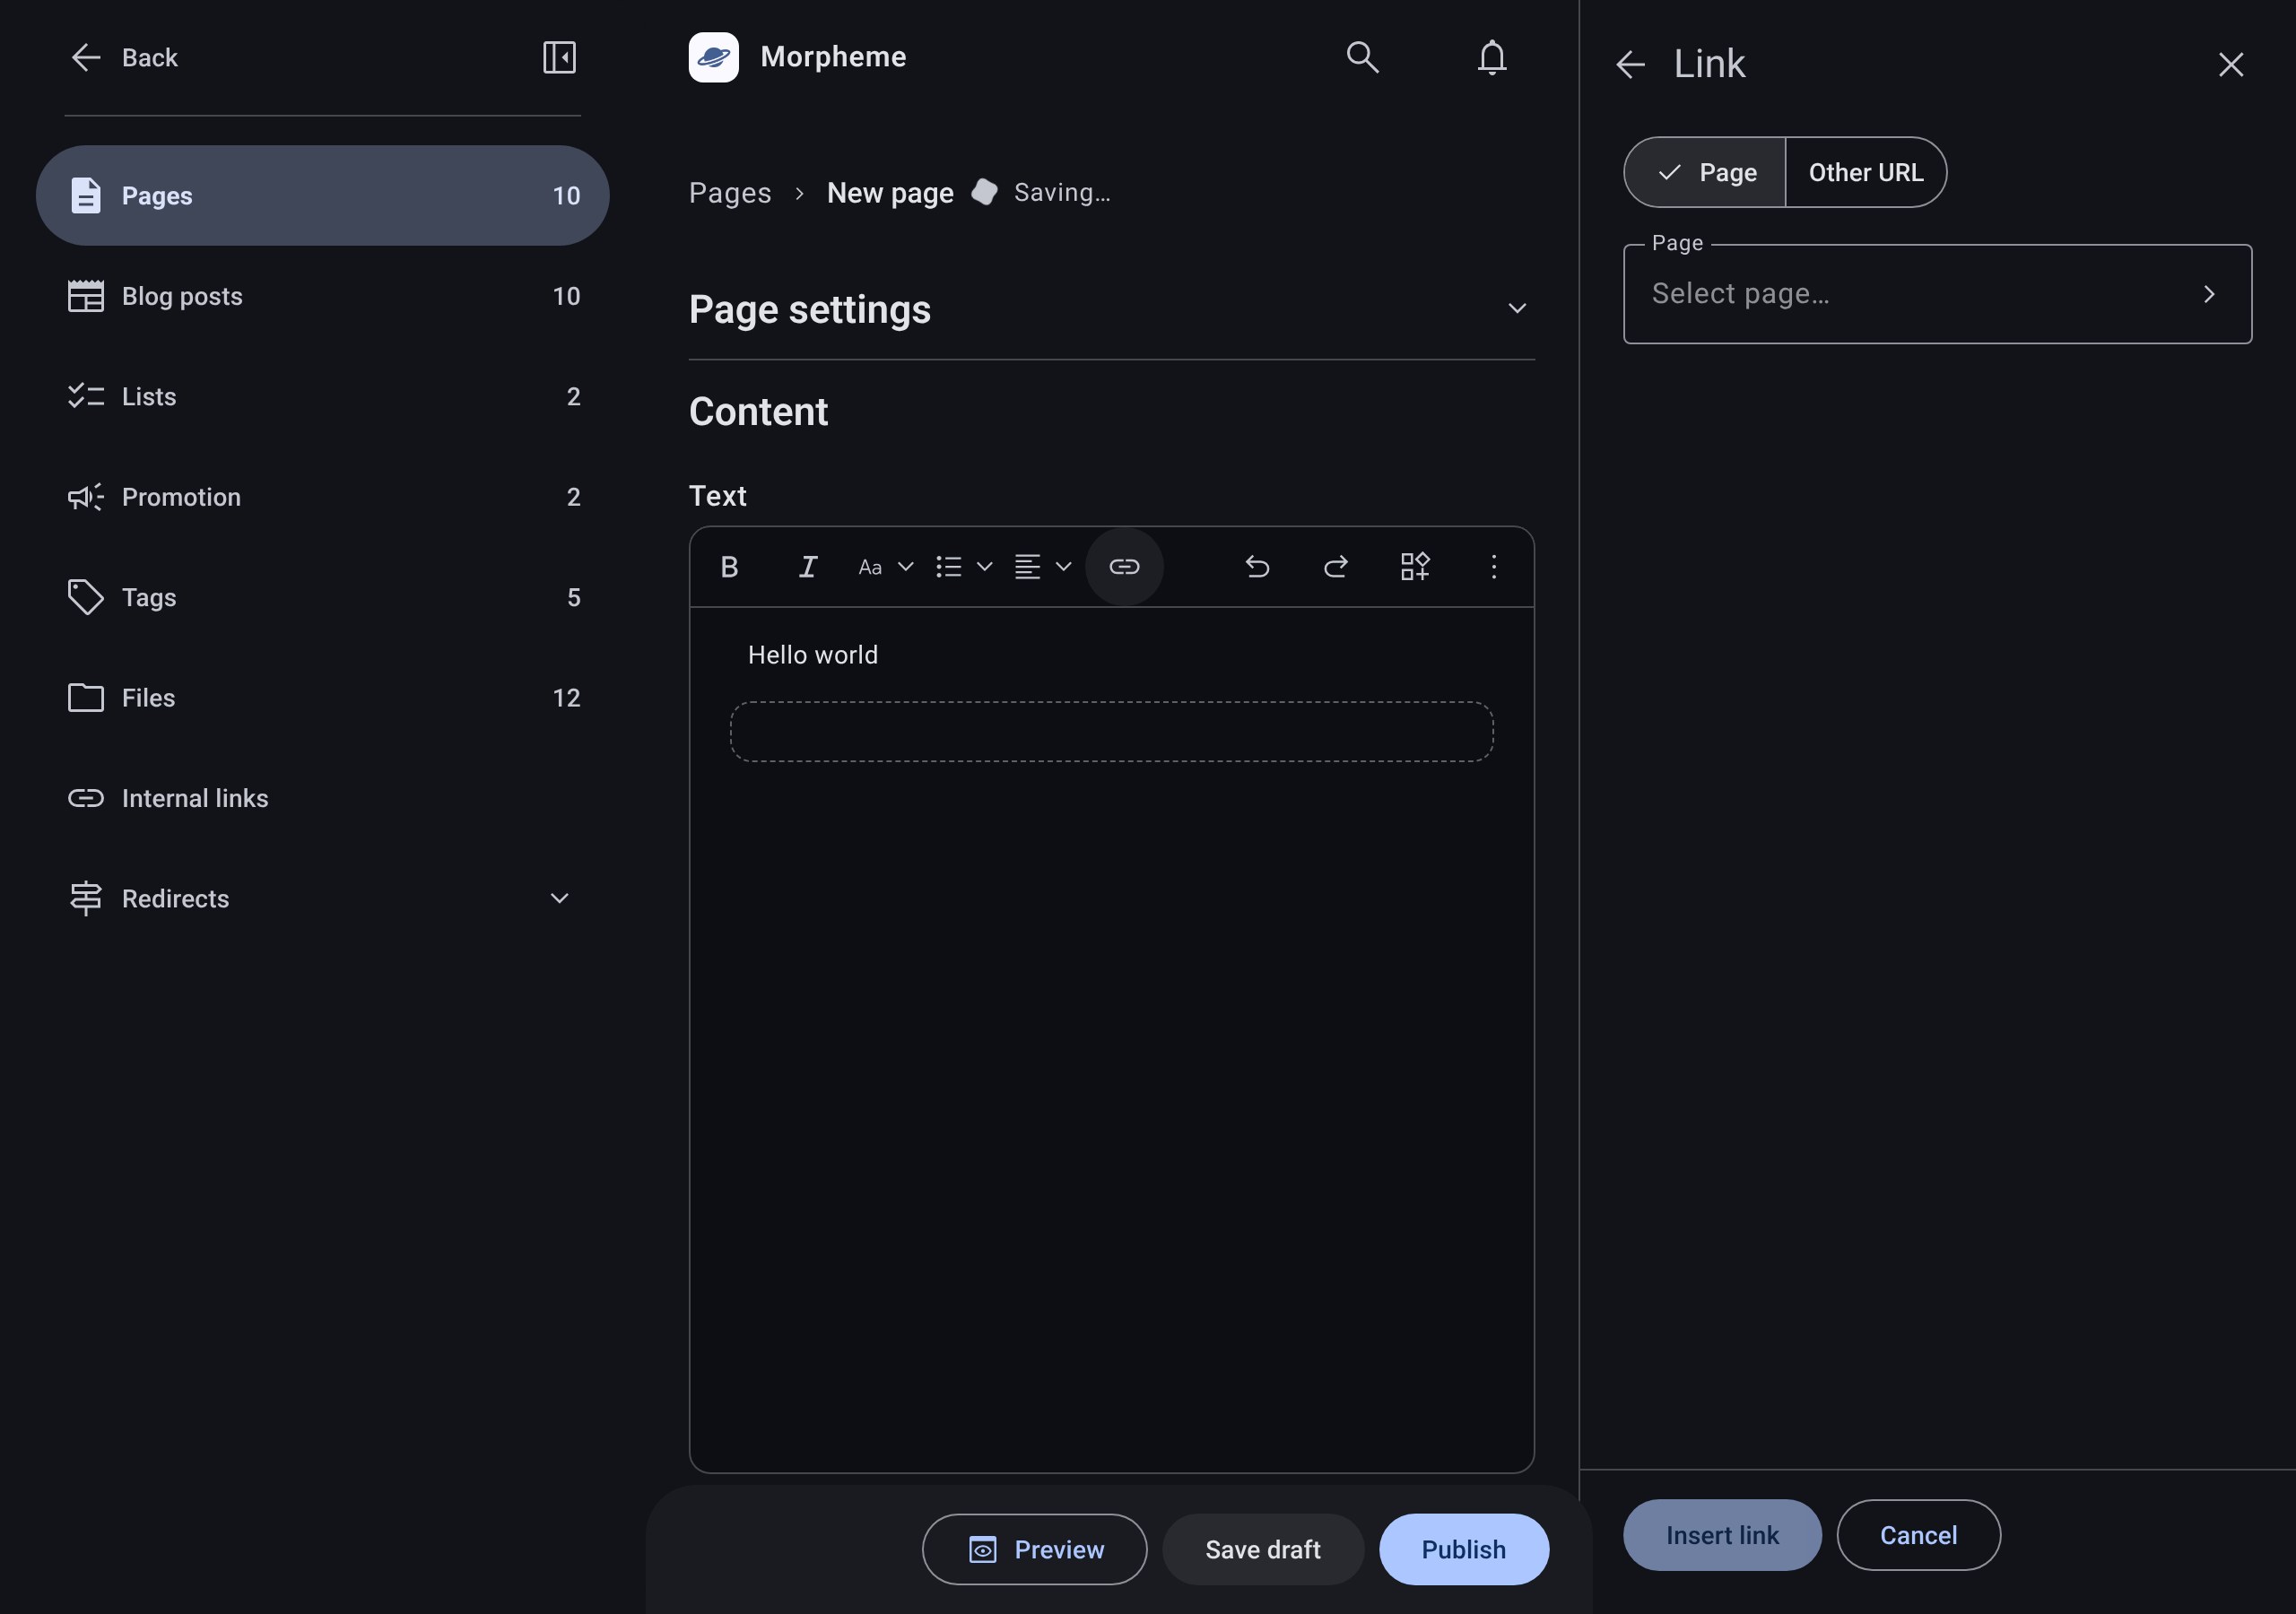 Back
Pages 10
Blog posts 10
Lists 2
Promotion 2
Tags 5
Files 12
Internal links
Redirects
Morpheme
Pages > New page Saving...
Page settings
Content
Text
B I Aa
Hello world
Preview Save draft Publish
Link
Page Other URL
Page
Select page...
Insert link Cancel